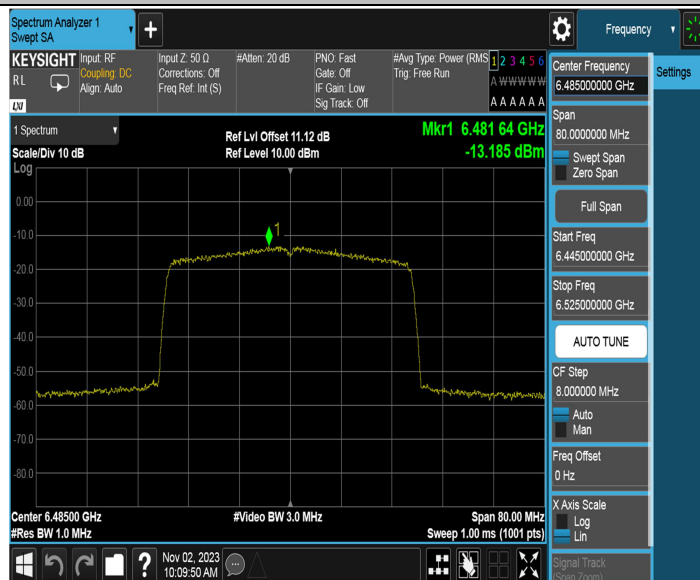 Spectrum Analyzer 1
Swept SA
+
Frequency
KEYSIGHT
RL
LXI
Input: RF
Coupling: DC
Align: Auto
Input Z: 50 Ω
Corrections: Off
Freq Ref: Int (S)
#Atten: 20 dB
PNO: Fast
Gate: Off
IF Gain: Low
Sig Track: Off
#Avg Type: Power (RMS
Trig: Free Run
1 2 3 4 5 6
A W W W W W
A A A A A A
1 Spectrum
Scale/Div 10 dB
Log
Ref Lvl Offset 11.12 dB
Ref Level 10.00 dBm
Mkr1 6.481 64 GHz
-13.185 dBm
0.00
-10.0
-20.0
-30.0
-40.0
-50.0
-60.0
-70.0
-80.0
1
Center 6.48500 GHz
#Res BW 1.0 MHz
#Video BW 3.0 MHz
Span 80.00 MHz
Sweep 1.00 ms (1001 pts)
?
Nov 02, 2023
10:09:50 AM
Center Frequency
6.485000000 GHz
Span
80.0000000 MHz
Swept Span
Zero Span
Full Span
Start Freq
6.445000000 GHz
Stop Freq
6.525000000 GHz
AUTO TUNE
CF Step
8.000000 MHz
Auto
Man
Freq Offset
0 Hz
X Axis Scale
Log
Lin
Signal Track
(Span Zoom)
Settings